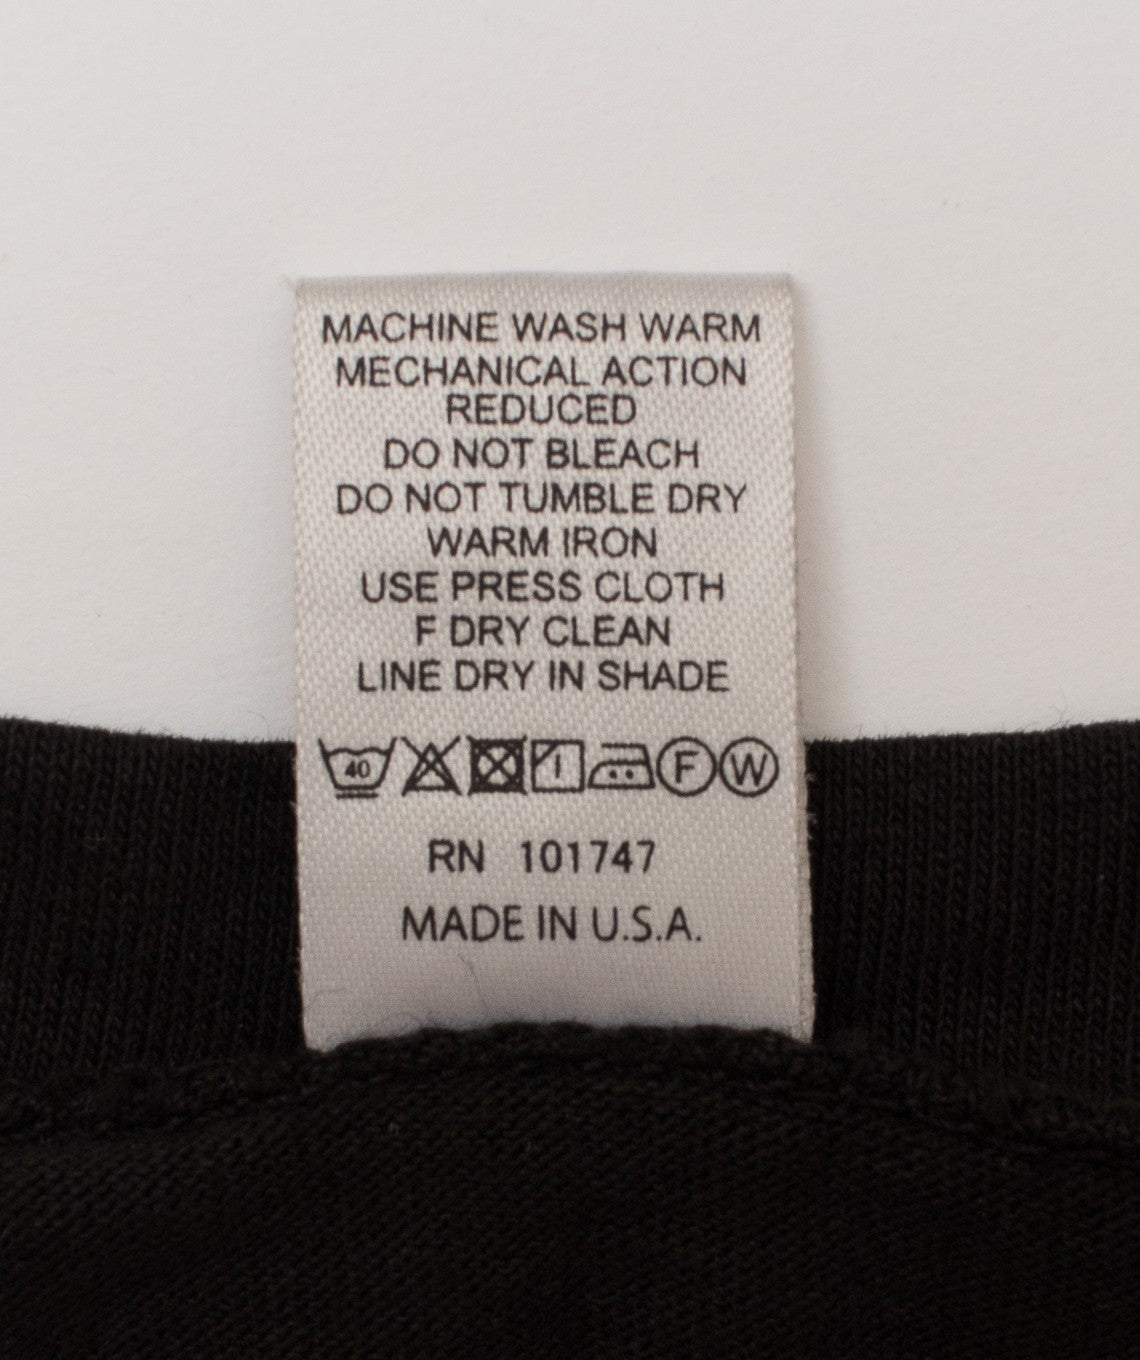 MACHINE WASH WARM
MECHANICAL ACTION
REDUCED
DO NOT BLEACH
DO NOT TUMBLE DRY
WARM IRON
USE PRESS CLOTH
F DRY CLEAN
LINE DRY IN SHADE
40 F W
RN 101747
MADE IN U.S.A.